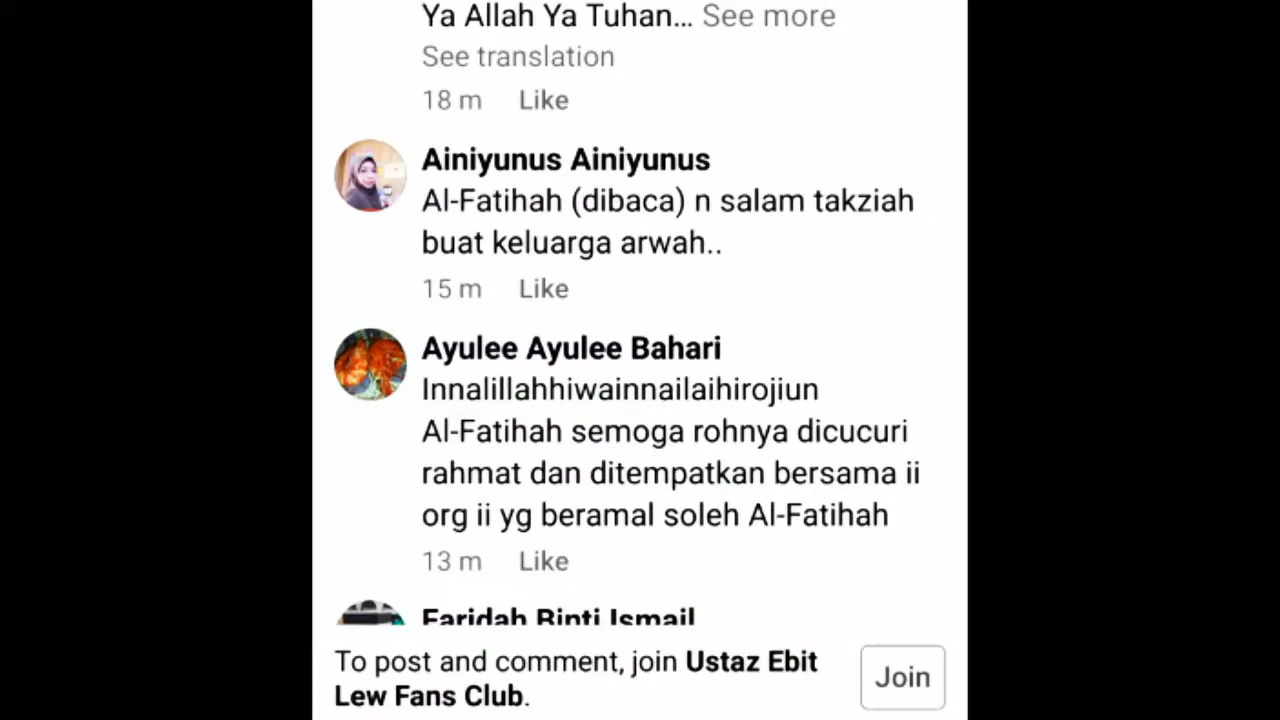 Ya Allah Ya Tuhan... See more
See translation
18 m Like
Ainiyunus Ainiyunus
Al-Fatihah (dibaca) n salam takziah
buat keluarga arwah..
15 m Like
Ayulee Ayulee Bahari
Innalillahhiwainnailaihirojiun
Al-Fatihah semoga rohnya dicucuri
rahmat dan ditempatkan bersama ii
org ii yg beramal soleh Al-Fatihah
13 m Like
Faridah Binti Ismail
To post and comment, join Ustaz Ebit
Lew Fans Club.
Join